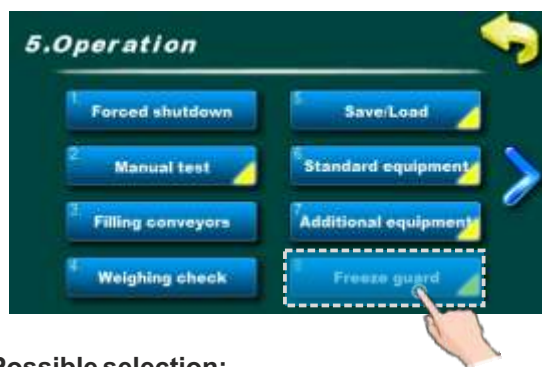 5.Operation
1 Forced shutdown
5 Save/Load
2 Manual test
6 Standard equipment
3 Filling conveyors
7 Additional equipment
4 Weighing check
8 Freeze guard
Possible selection: